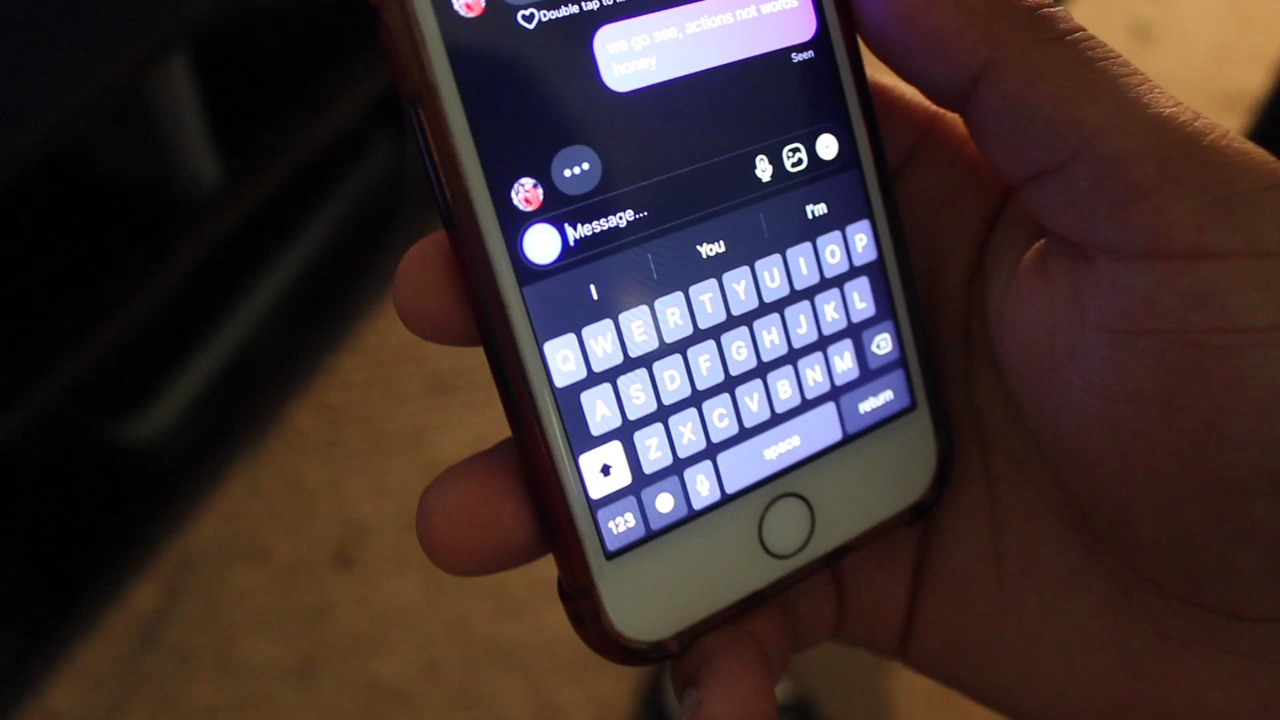 Double tap to
we go see, actions not words
honey
Seen
Message...
I
You
I'm
Q W E R T Y U I O P
A S D F G H J K L
Z X C V B N M
123
space
return